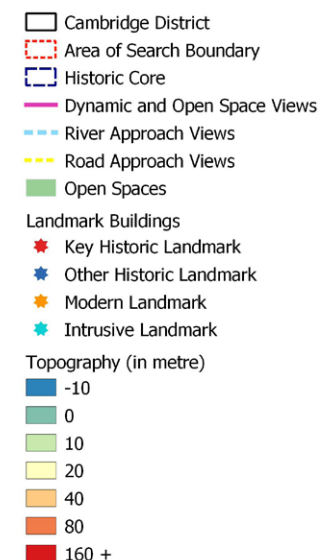 Cambridge District
Area of Search Boundary
Historic Core
Dynamic and Open Space Views
River Approach Views
Road Approach Views
Open Spaces
Landmark Buildings
Key Historic Landmark
Other Historic Landmark
Modern Landmark
Intrusive Landmark
Topography (in metre)
-10
0
10
20
40
80
160 +